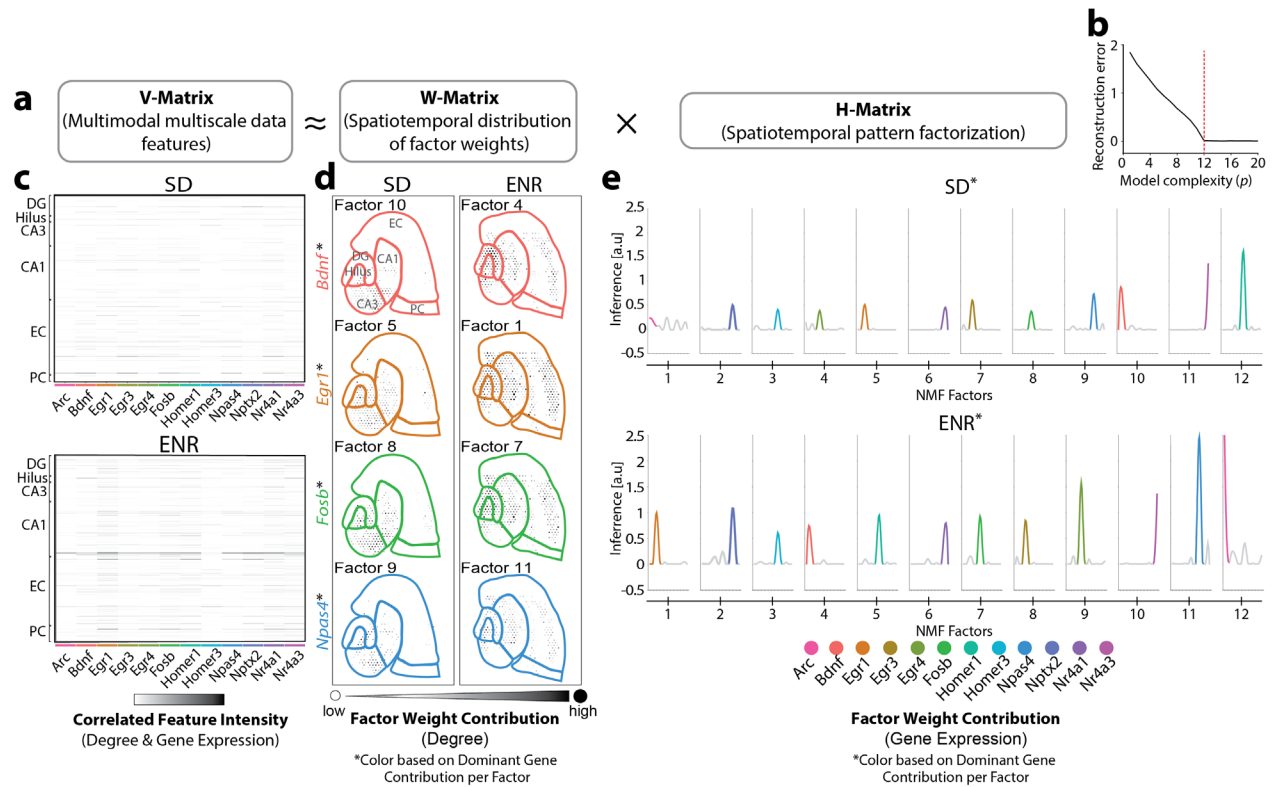 a
V-Matrix
(Multimodal multiscale data
features)
≈
W-Matrix
(Spatiotemporal distribution
of factor weights)
×
H-Matrix
(Spatiotemporal pattern factorization)
b
Reconstruction error
2
1
0
0 4 8 12 16 20
Model complexity (p)
c
SD
DG
Hilus
CA3
CA1
EC
PC
Arc Bdnf Egr1 Egr3 Egr4 Fosb Homer1 Homer3 Npas4 Nptx2 Nr4a1 Nr4a3
ENR
DG
Hilus
CA3
CA1
EC
PC
Arc Bdnf Egr1 Egr3 Egr4 Fosb Homer1 Homer3 Npas4 Nptx2 Nr4a1 Nr4a3
Correlated Feature Intensity
(Degree & Gene Expression)
d
SD ENR
Bdnf*
Factor 10 Factor 4
EC
DG
CA1
Hilus
CA3
PC
Egr1*
Factor 5 Factor 1
Fosb*
Factor 8 Factor 7
Npas4*
Factor 9 Factor 11
low high
Factor Weight Contribution
(Degree)
*Color based on Dominant Gene
Contribution per Factor
e
SD*
Inferrence [a.u]
2.5
2
1.5
1
0.5
0
-0.5
1 2 3 4 5 6 7 8 9 10 11 12
NMF Factors
ENR*
Inferrence [a.u]
2.5
2
1.5
1
0.5
0
-0.5
1 2 3 4 5 6 7 8 9 10 11 12
NMF Factors
Arc Bdnf Egr1 Egr3 Egr4 Fosb Homer1 Homer3 Npas4 Nptx2 Nr4a1 Nr4a3
Factor Weight Contribution
(Gene Expression)
*Color based on Dominant Gene
Contribution per Factor